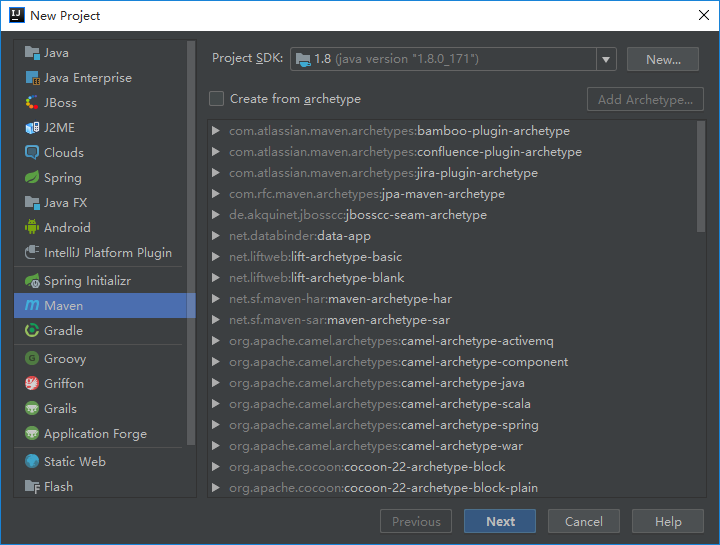 New Project
Java
Java Enterprise
JBoss
J2ME
Clouds
Spring
Java FX
Android
IntelliJ Platform Plugin
Spring Initializr
Maven
Gradle
Groovy
Griffon
Grails
Application Forge
Static Web
Flash
Project SDK: 1.8 (java version "1.8.0_171") New...
Create from archetype Add Archetype...
com.atlassian.maven.archetypes:bamboo-plugin-archetype
com.atlassian.maven.archetypes:confluence-plugin-archetype
com.atlassian.maven.archetypes:jira-plugin-archetype
com.rfc.maven.archetypes:jpa-maven-archetype
de.akquinet.jbosscc:jbosscc-seam-archetype
net.databinder:data-app
net.liftweb:lift-archetype-basic
net.liftweb:lift-archetype-blank
net.sf.maven-har:maven-archetype-har
net.sf.maven-sar:maven-archetype-sar
org.apache.camel.archetypes:camel-archetype-activemq
org.apache.camel.archetypes:camel-archetype-component
org.apache.camel.archetypes:camel-archetype-java
org.apache.camel.archetypes:camel-archetype-scala
org.apache.camel.archetypes:camel-archetype-spring
org.apache.camel.archetypes:camel-archetype-war
org.apache.cocoon:cocoon-22-archetype-block
org.apache.cocoon:cocoon-22-archetype-block-plain
Previous Next Cancel Help